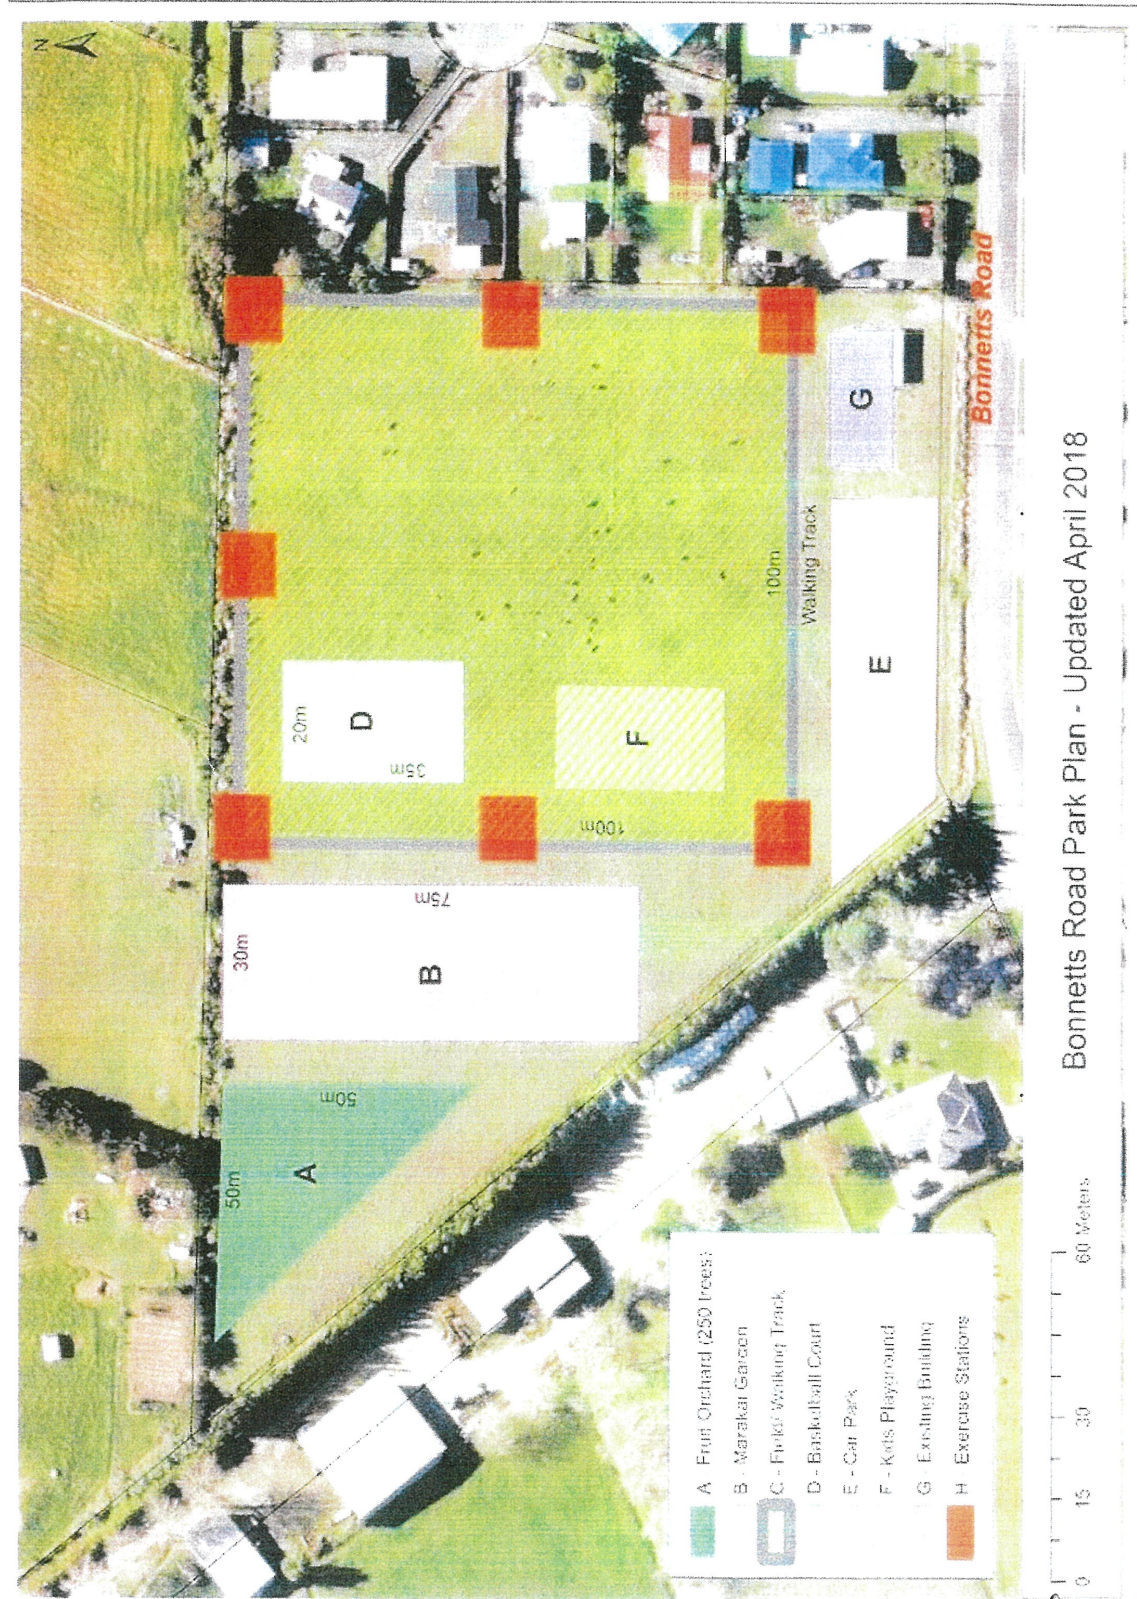 N
50m
50m
A
30m
75m
B
20m
35m
D
F
100m
100m
Walking Track
E
G
Bonnetts Road
A - Fruit Orchard (250 trees)
B - Marakai Garden
C - Field/ Walking Track
D - Basketball Court
E - Car Park
F - Kids Playground
G - Existing Building
H - Exercise Stations
0 15 30 60 Meters
Bonnetts Road Park Plan - Updated April 2018